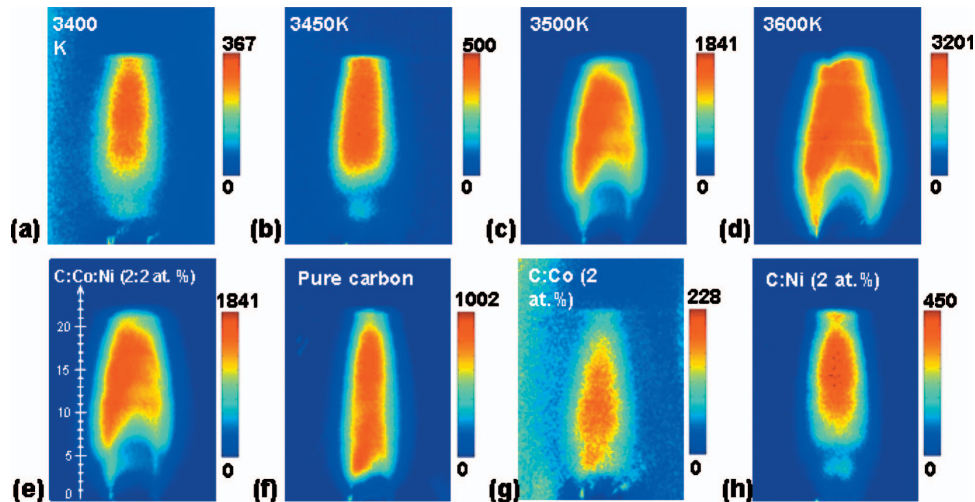 3400
K
367
0
(a)
3450K
500
0
(b)
3500K
1841
0
(c)
3600K
3201
0
(d)
C:Co:Ni (2:2 at. %)
1841
20
15
10
5
0
0
(e)
Pure carbon
1002
0
(f)
C:Co (2
at.%)
228
0
(g)
C:Ni (2 at. %)
450
0
(h)